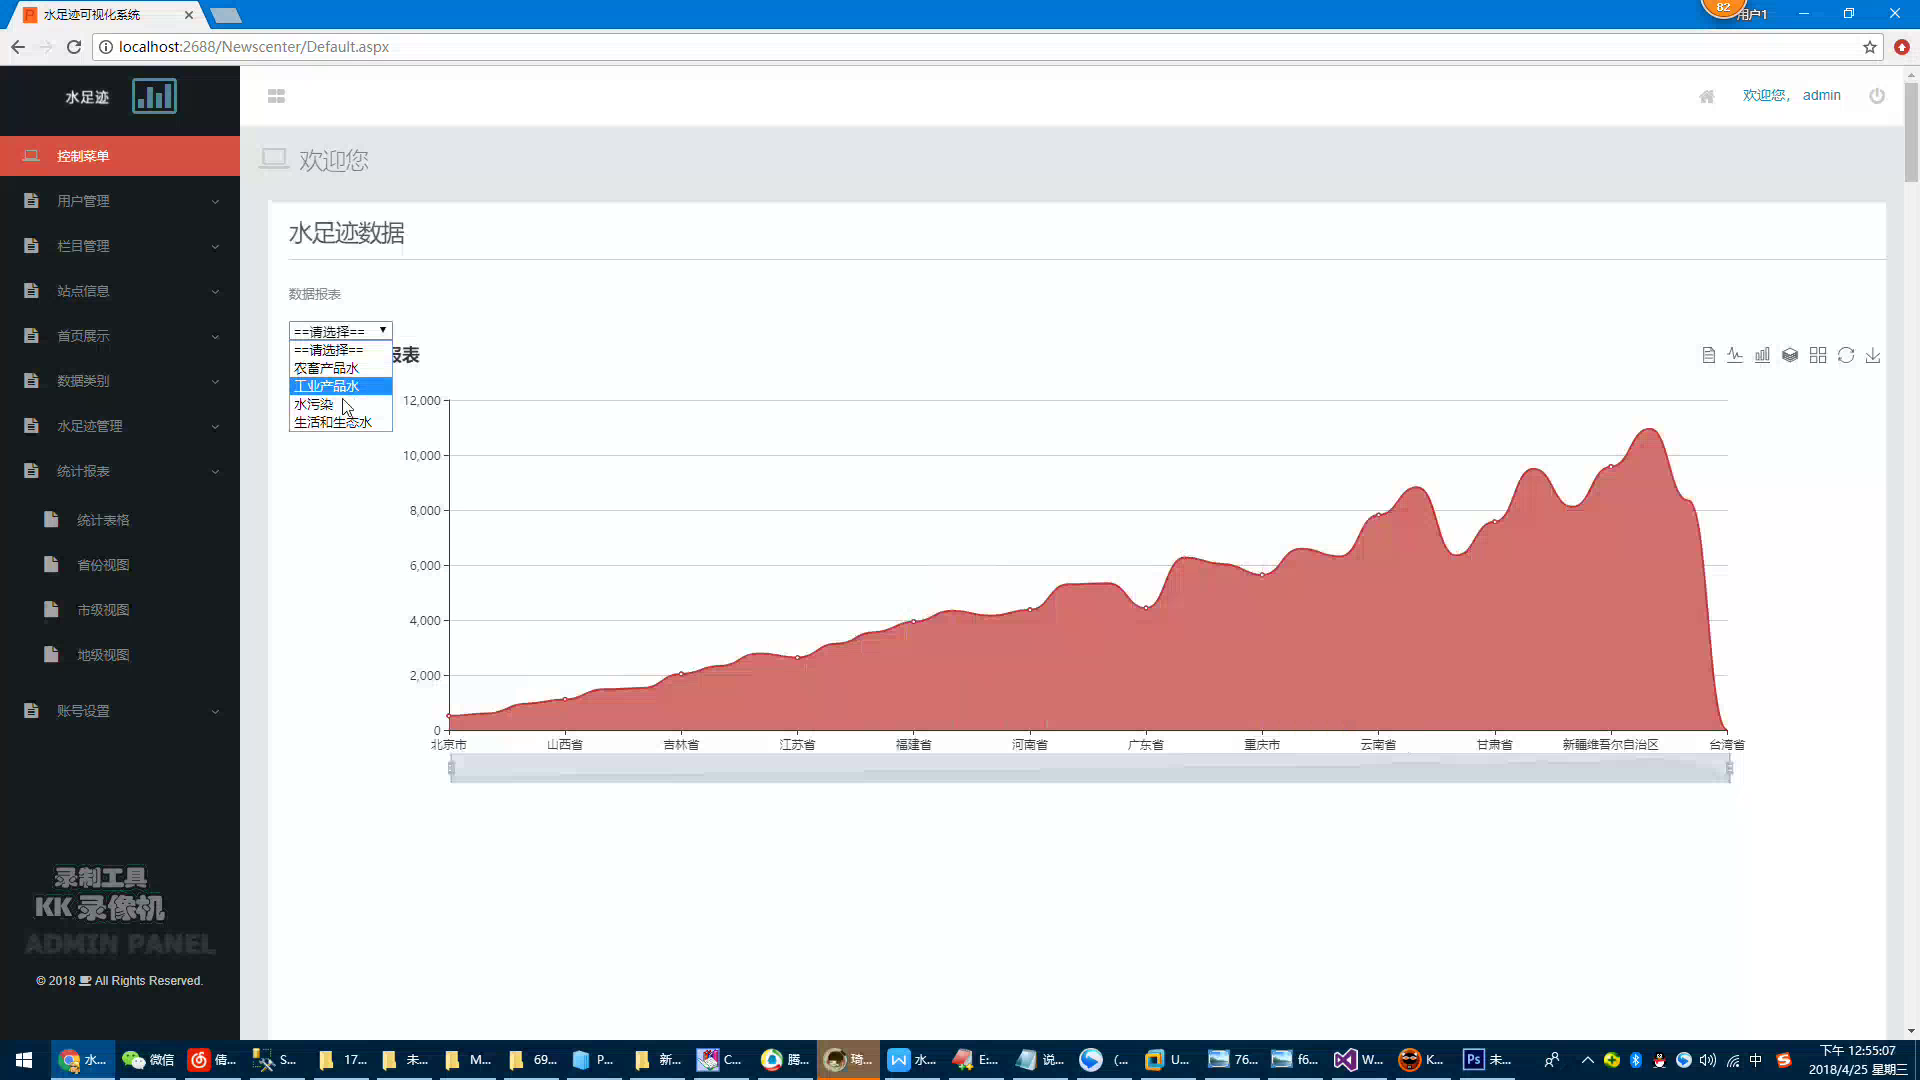 水足迹可视化系统
82
用户1
localhost:2688/Newscenter/Default.aspx
水足迹
欢迎您， admin
控制菜单
欢迎您
用户管理
栏目管理
站点信息
首页展示
数据类别
水足迹管理
统计报表
统计表格
省份视图
市级视图
地级视图
账号设置
水足迹数据
数据报表
==请选择==
==请选择==
农畜产品水
工业产品水
水污染
生活和生态水
报表
12,000
10,000
8,000
6,000
4,000
2,000
0
北京市 山西省 吉林省 江苏省 福建省 河南省 广东省 重庆市 云南省 甘肃省 新疆维吾尔自治区 台湾省
录制工具
KK 录像机
ADMIN PANEL
© 2018 All Rights Reserved.
水... 微信 倩... S... 17... 未... M... 69... P... 新... C... 腾... 琦... 水... E:... 说... (... U... 76... f6... W... K... Ps 未... 中
下午 12:55:07
2018/4/25 星期三